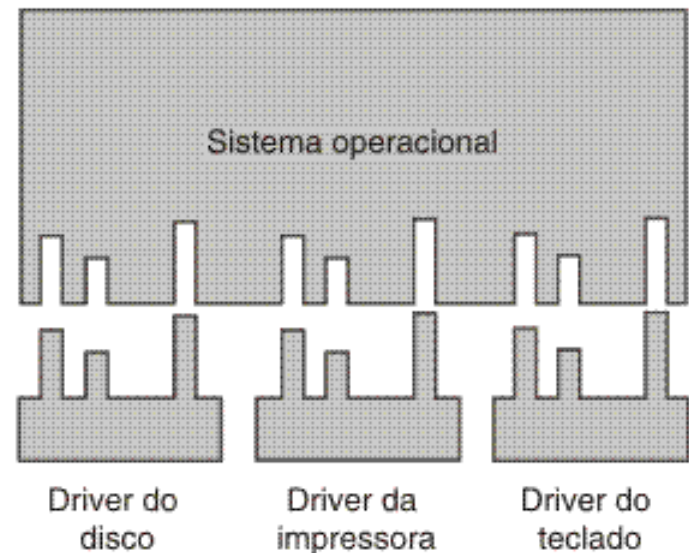 Sistema operacional
Driver do
disco
Driver da
impressora
Driver do
teclado